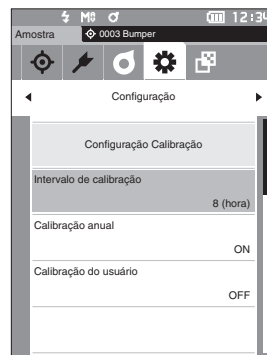 M0 12:34
Amostra 0003 Bumper
Configuração
Configuração Calibração
Intervalo de calibração
8 (hora)
Calibração anual
ON
Calibração do usuário
OFF